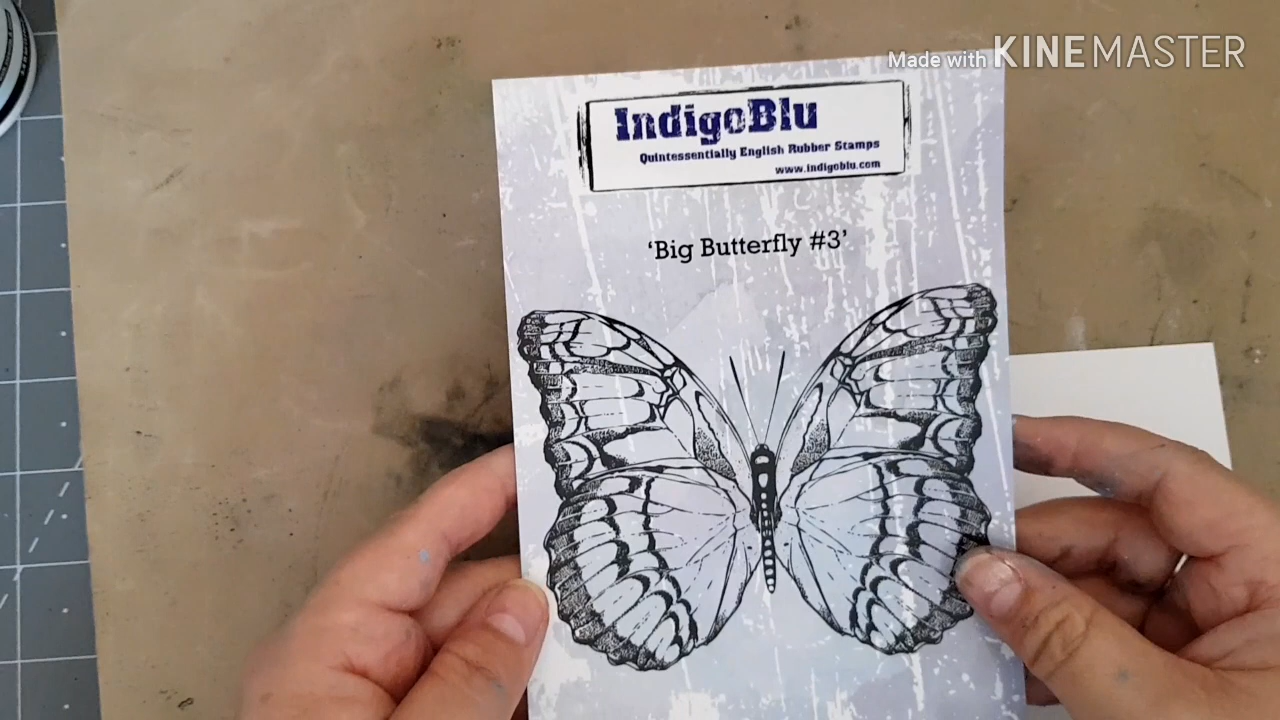 Made with KINEMASTER
IndigoBlu
Quintessentially English Rubber Stamps
www.indigoblu.com
‘Big Butterfly #3’